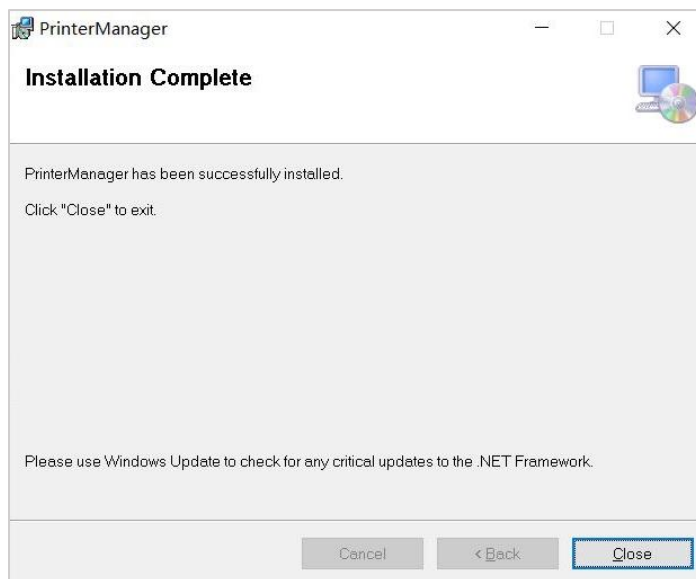 PrinterManager
Installation Complete
PrinterManager has been successfully installed.
Click "Close" to exit.
Please use Windows Update to check for any critical updates to the .NET Framework.
Cancel
< Back
Close